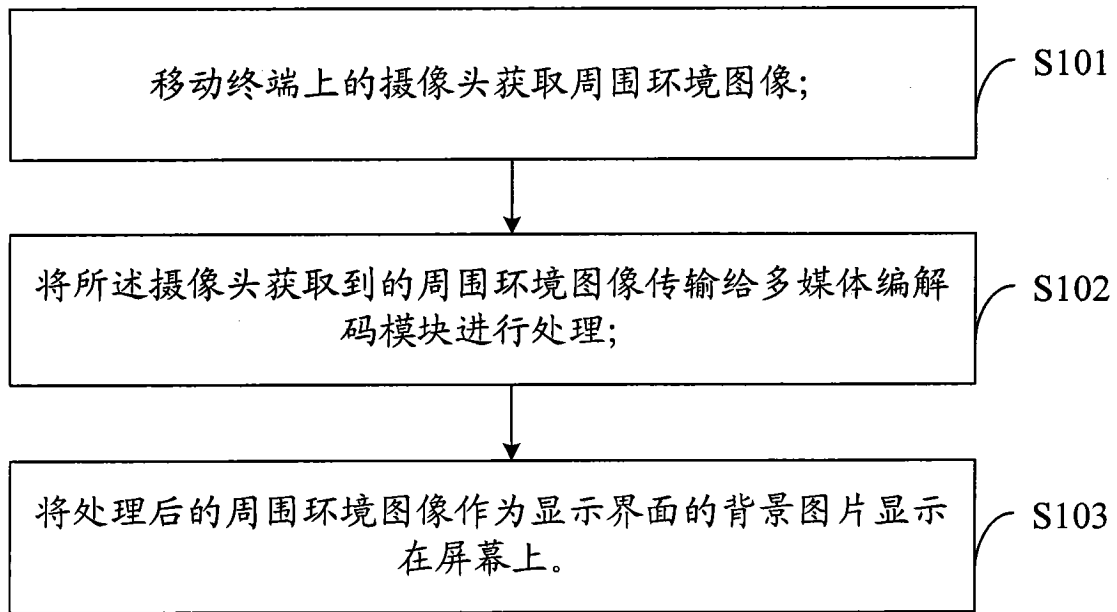 移动终端上的摄像头获取周围环境图像;
S101
将所述摄像头获取到的周围环境图像传输给多媒体编解
码模块进行处理;
S102
将处理后的周围环境图像作为显示界面的背景图片显示
在屏幕上。
S103